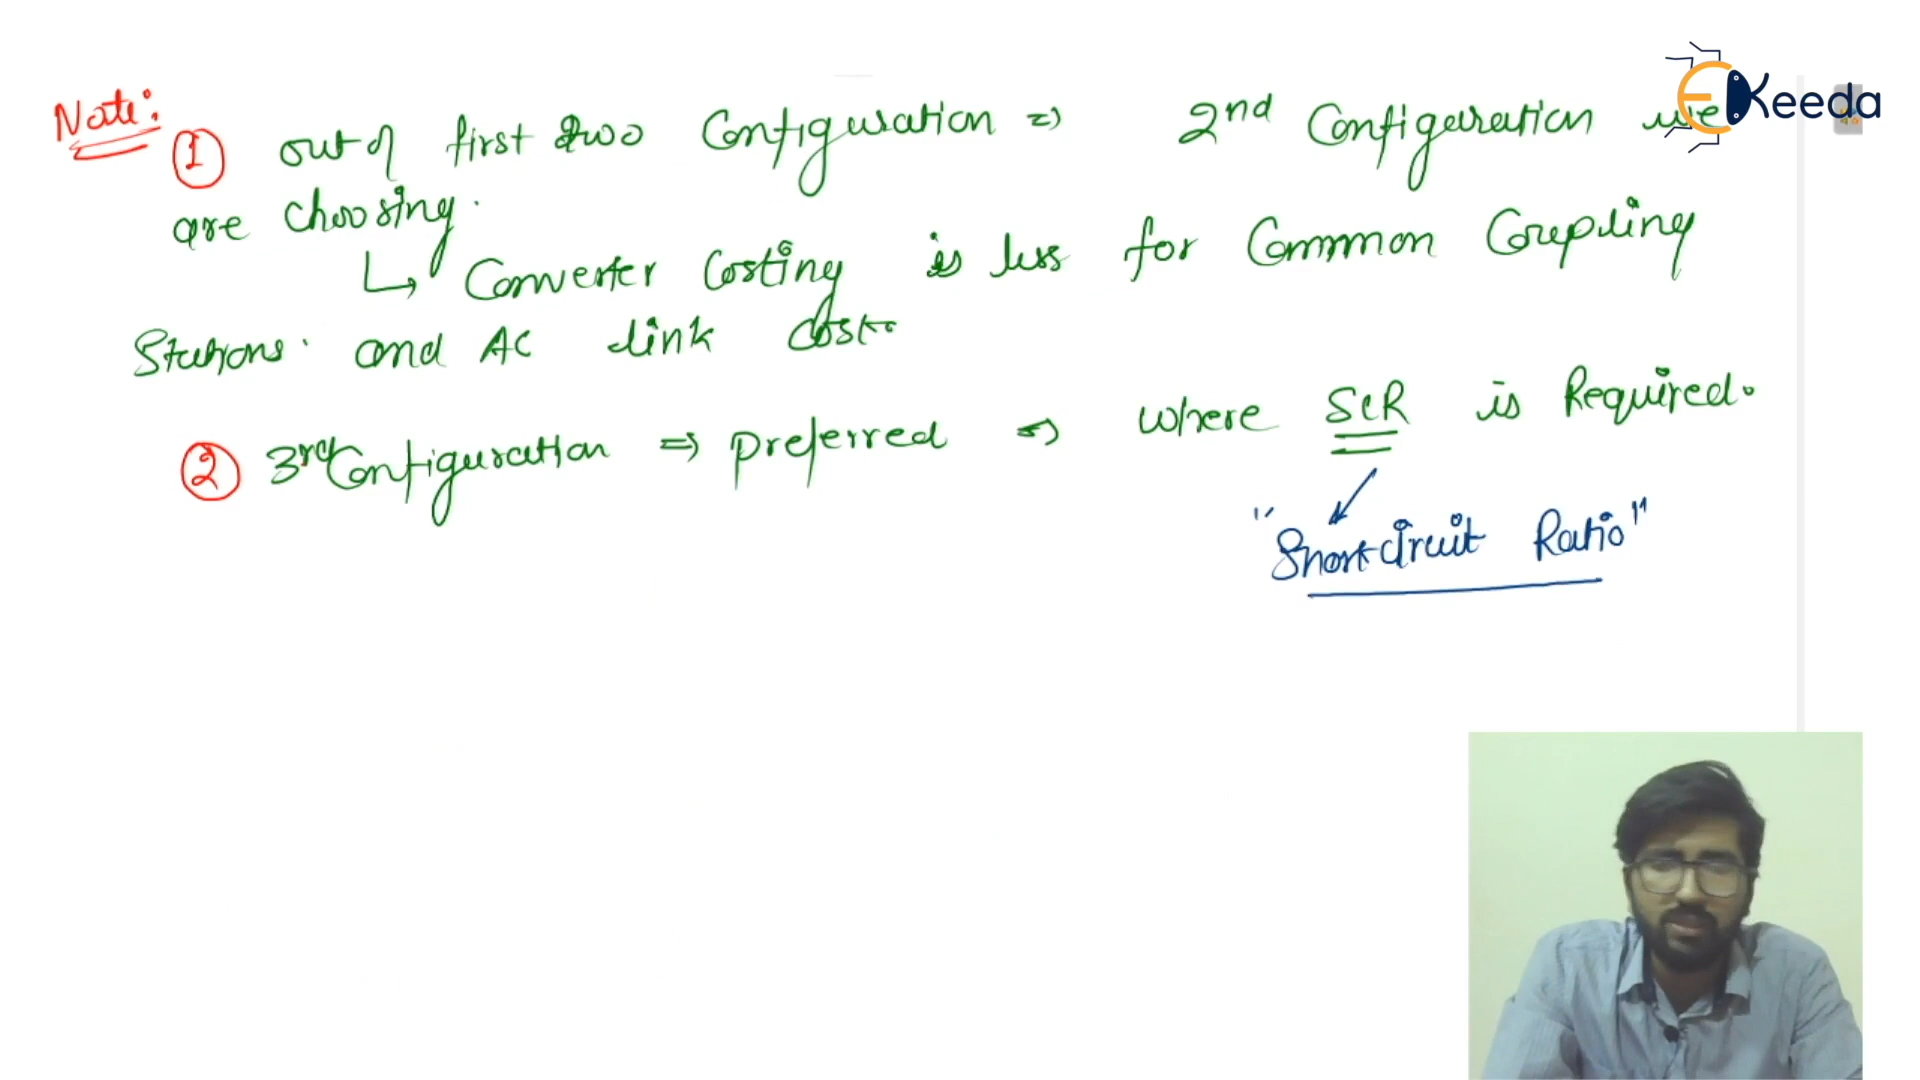 Note:
① out of first two Configuration ⇒ 2nd Configuration we
are choosing.
↳ Converter Costing is less for Common Coupling
Stations. and AC link cost.
② 3rd Configuration ⇒ preferred ⇒ where SCR is Required.
"Short circuit Ratio"
EKeeda